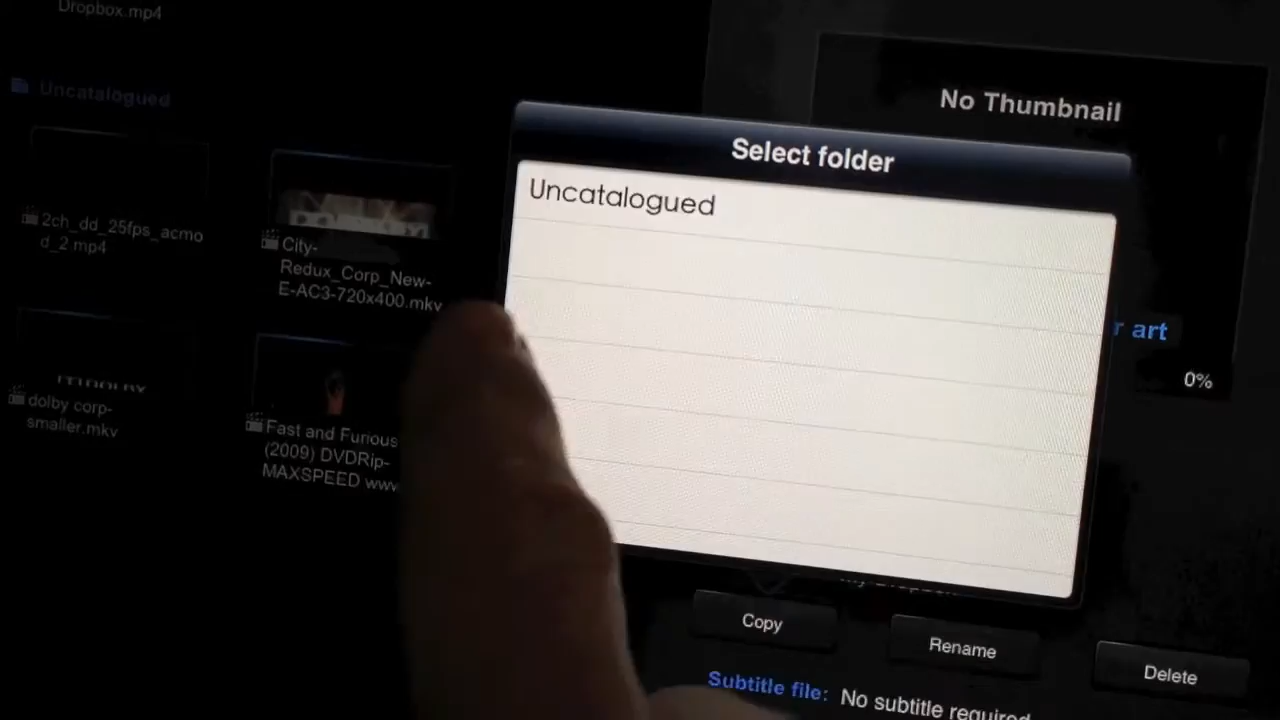 Dropbox.mp4
Uncatalogued
2ch_dd_25fps_acmo
d_2.mp4
City-
Redux_Corp_New-
E-AC3-720x400.mkv
dolby corp-
smaller.mkv
Fast and Furious
(2009) DVDRip-
MAXSPEED www
No Thumbnail
Select folder
Uncatalogued
r art
0%
Copy
Rename
Delete
Subtitle file: No subtitle required